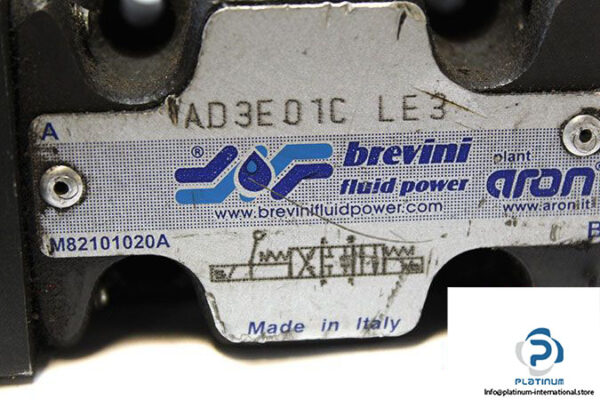 AD3E01C LE3
A
® brevini
fluid power
plant
aron
www.brevinifluidpower.com
www.aron.it
M82101020A
B
Made in Italy
PLATINUM
info@platinum-international.store